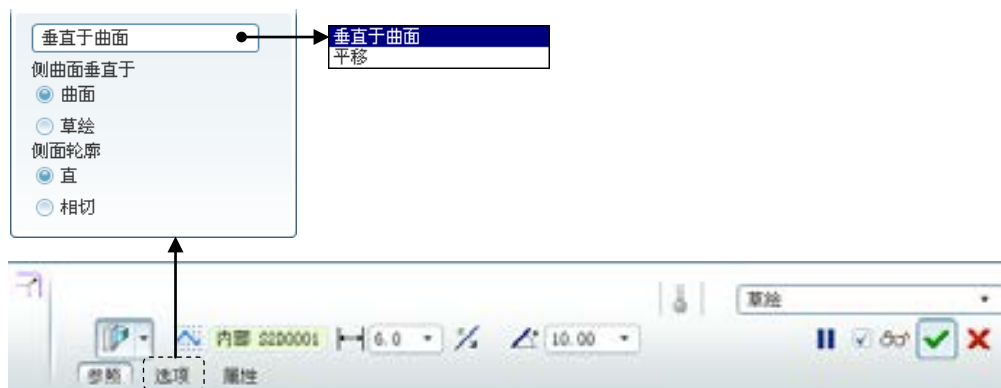 垂直于曲面
垂直于曲面
平移
侧曲面垂直于
曲面
草绘
侧面轮廓
直
相切
草绘
内部 S2D0001 6.0 10.00
参照 选项 属性